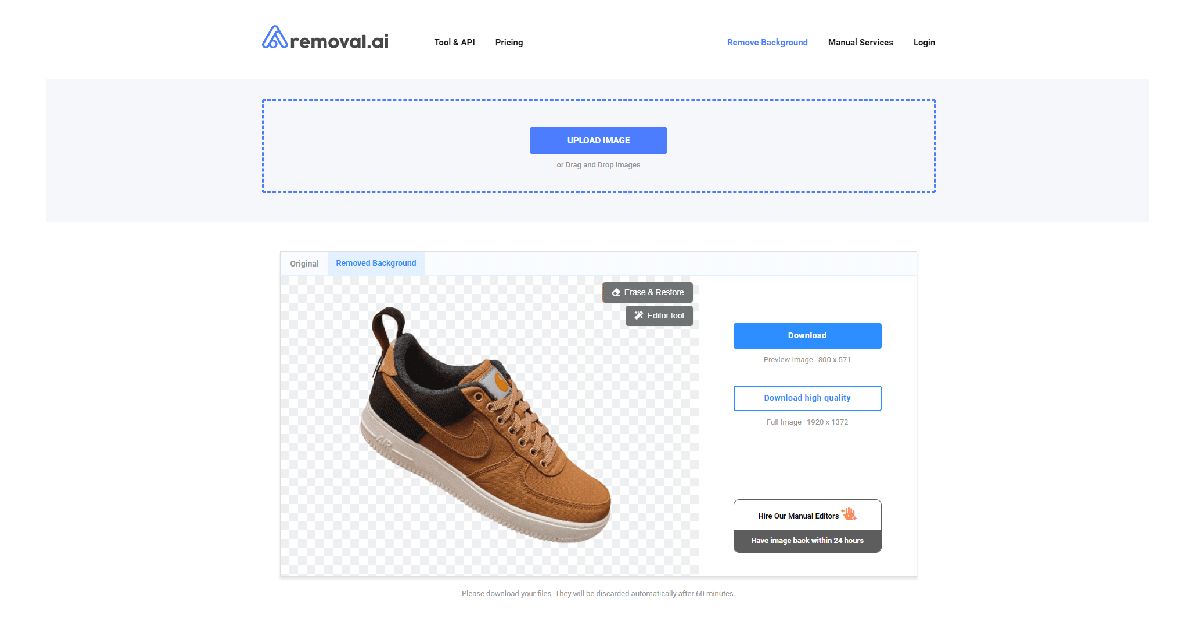 removal.ai
Tool & API
Pricing
Remove Background
Manual Services
Login
UPLOAD IMAGE
or Drag and Drop Images
Original
Removed Background
Erase & Restore
Editor tool
AIR
Download
Preview Image 800 x 571
Download high quality
Full Image 1920 x 1372
Hire Our Manual Editors
Have image back within 24 hours
Please download your files. They will be discarded automatically after 60 minutes.